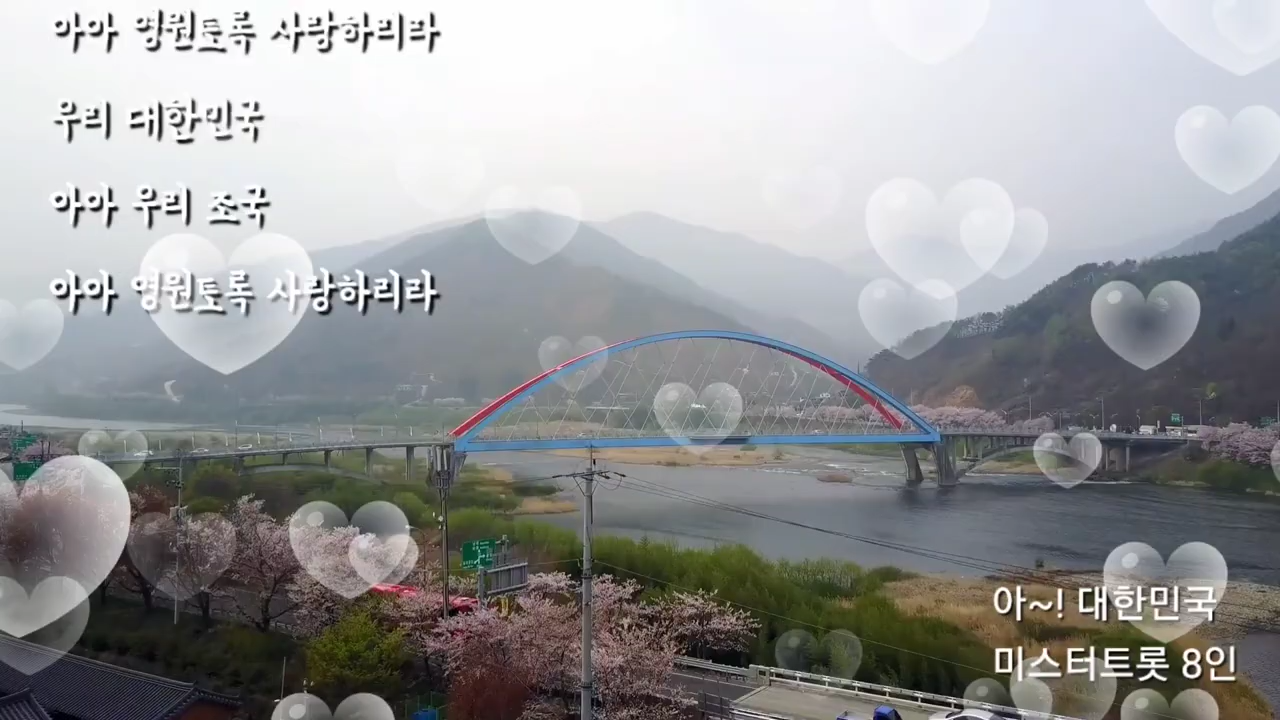 아아 영원토록 사랑하리라
우리 대한민국
아아 우리 조국
아아 영원토록 사랑하리라
아~! 대한민국
미스터트롯 8인